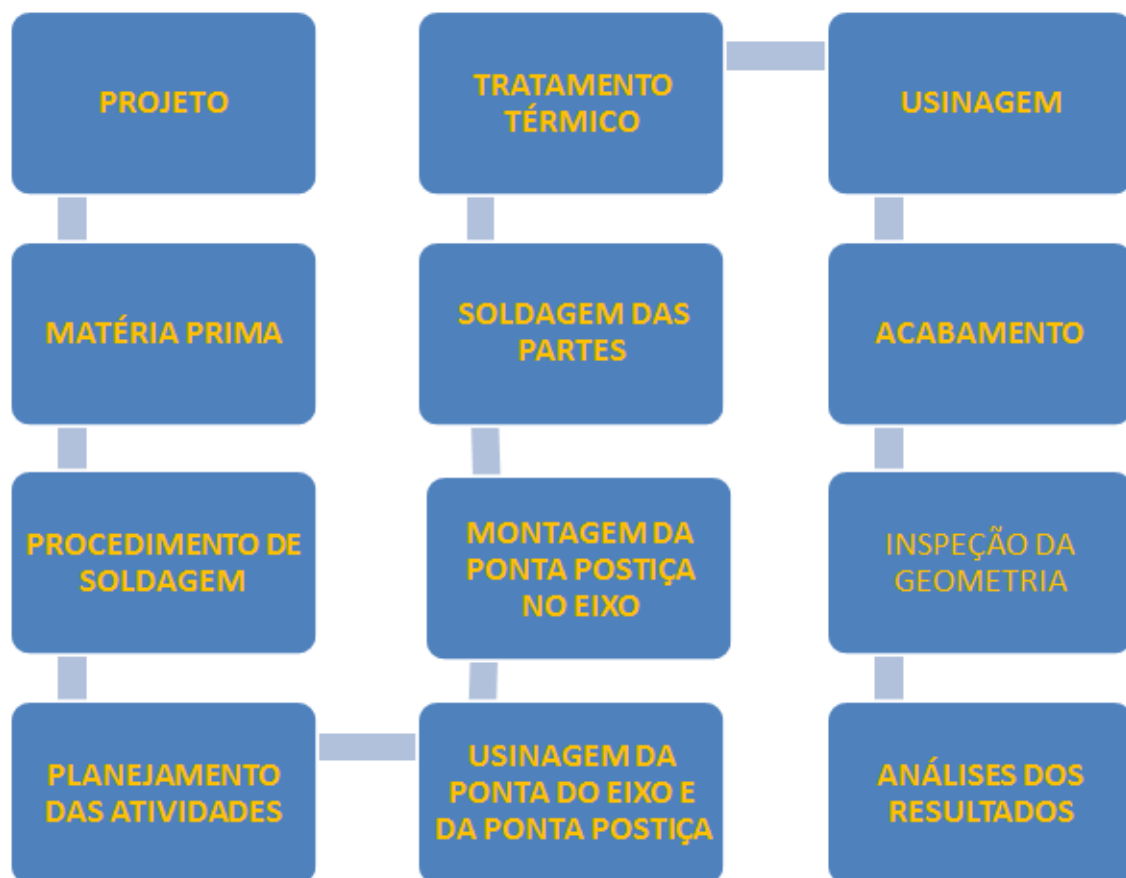 PROJETO
MATÉRIA PRIMA
PROCEDIMENTO DE
SOLDAGEM
PLANEJAMENTO
DAS ATIVIDADES
USINAGEM DA
PONTA DO EIXO E
DA PONTA POSTIÇA
MONTAGEM DA
PONTA POSTIÇA
NO EIXO
SOLDAGEM DAS
PARTES
TRATAMENTO
TÉRMICO
USINAGEM
ACABAMENTO
INSPEÇÃO DA
GEOMETRIA
ANÁLISES DOS
RESULTADOS